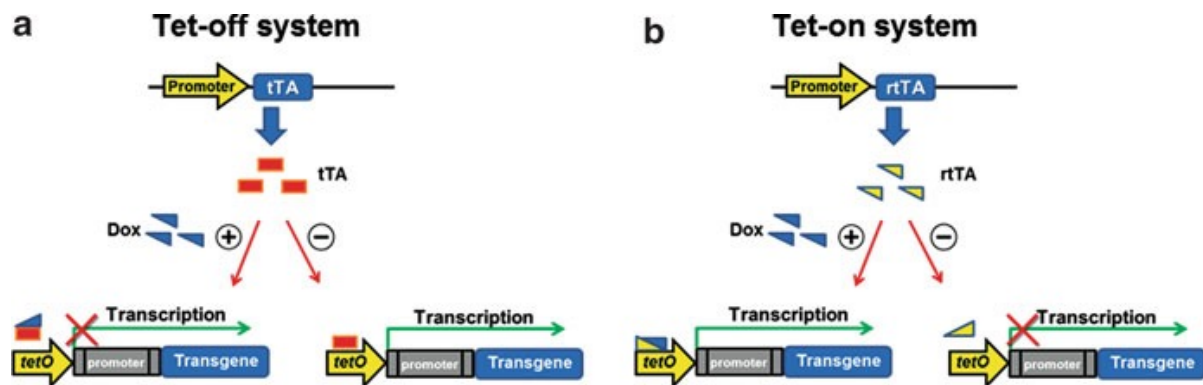 a
Tet-off system
Promoter
tTA
tTA
Dox
+
−
Transcription
tetO
promoter
Transgene
Transcription
tetO
promoter
Transgene
b
Tet-on system
Promoter
rtTA
rtTA
Dox
+
−
Transcription
tetO
promoter
Transgene
Transcription
tetO
promoter
Transgene